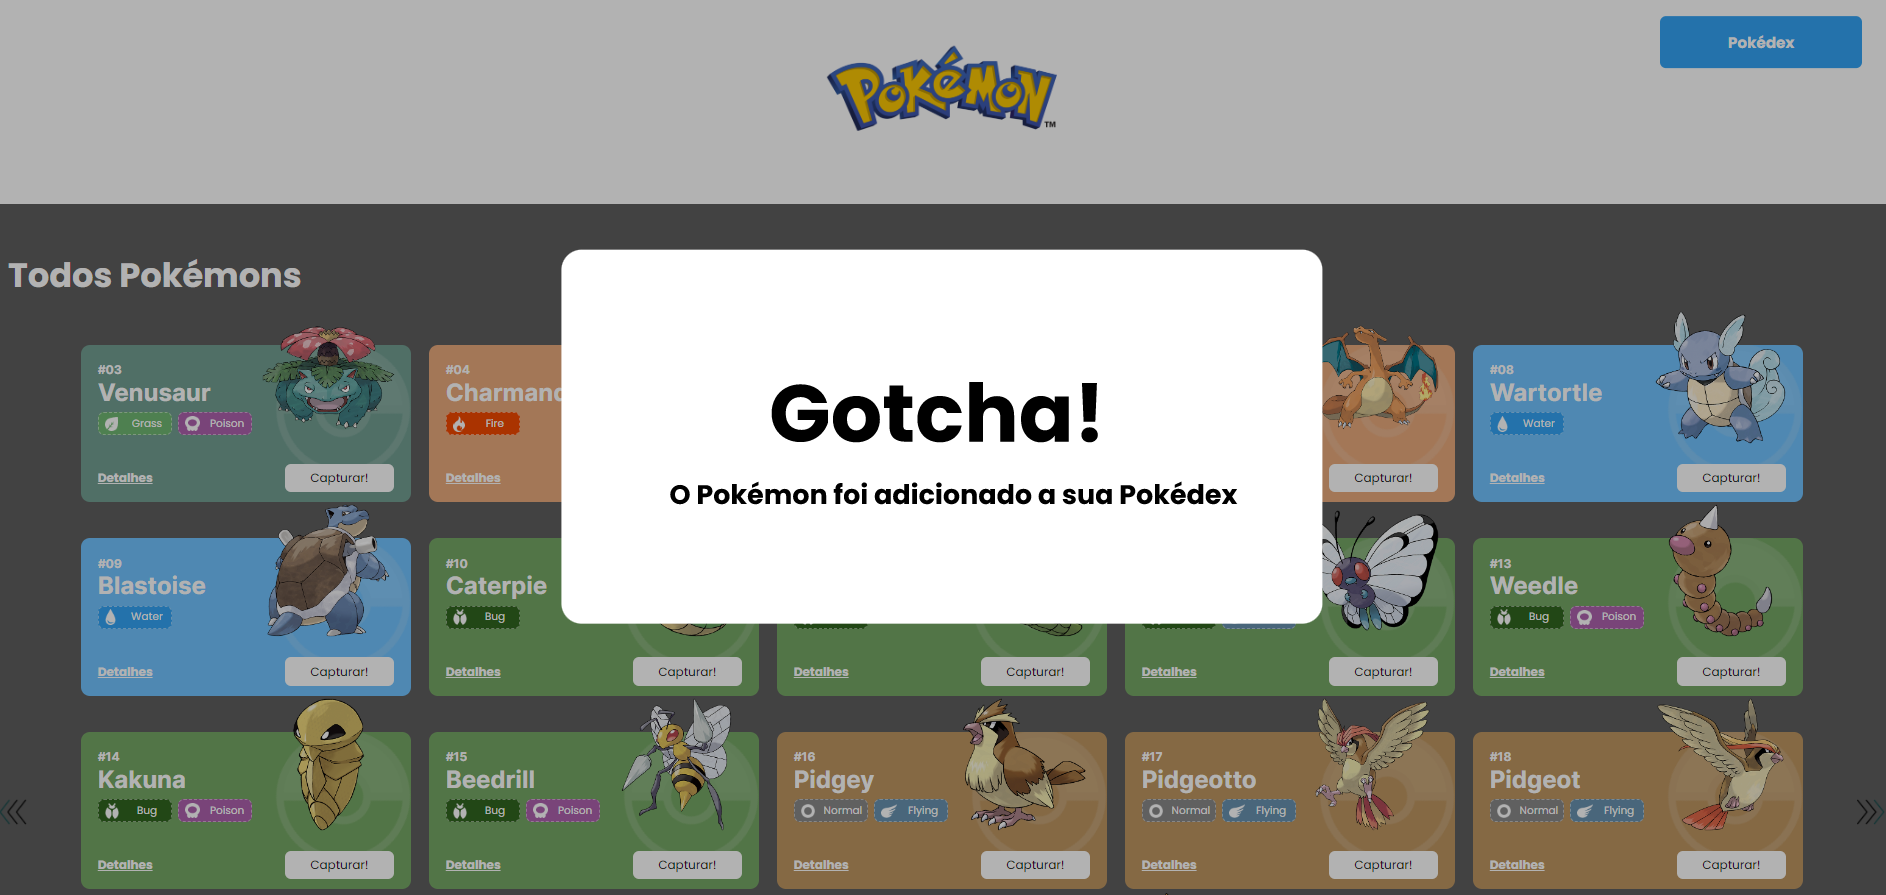 Pokédex
POKéMON
TM
Todos Pokémons
Gotcha!
O Pokémon foi adicionado a sua Pokédex
#03
Venusaur
Grass Poison
Detalhes Capturar!
#04
Charmand
Fire
Detalhes
Capturar!
#08
Wartortle
Water
Detalhes Capturar!
#09
Blastoise
Water
Detalhes Capturar!
#10
Caterpie
Bug
Detalhes Capturar!
Detalhes Capturar!
Detalhes Capturar!
#13
Weedle
Bug Poison
Detalhes Capturar!
#14
Kakuna
Bug Poison
Detalhes Capturar!
#15
Beedrill
Bug Poison
Detalhes Capturar!
#16
Pidgey
Normal Flying
Detalhes Capturar!
#17
Pidgeotto
Normal Flying
Detalhes Capturar!
#18
Pidgeot
Normal Flying
Detalhes Capturar!